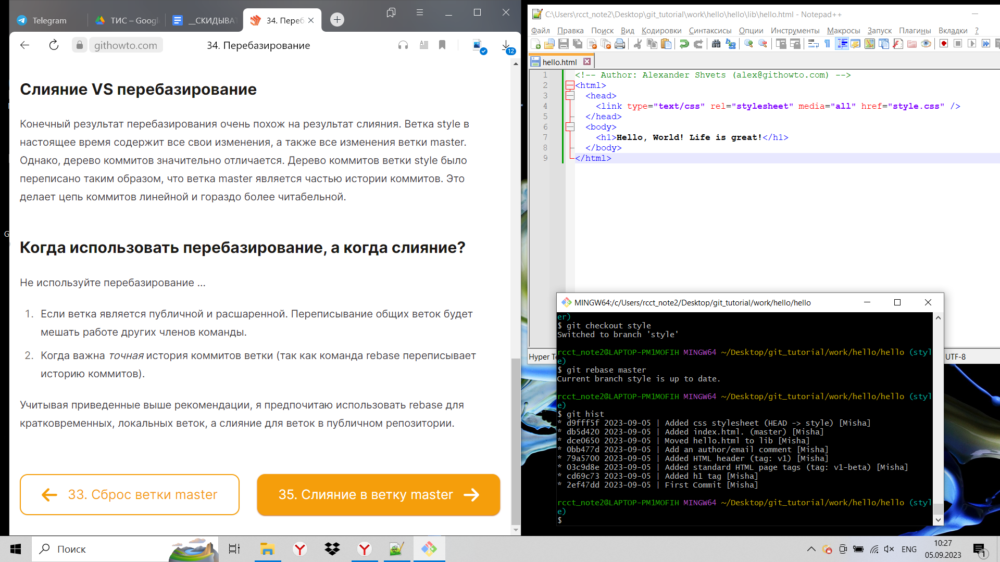 Telegram
ТИС – Googl
__СКИДЫВАТ
34. Переб
githowto.com
34. Перебазирование
12
Слияние VS перебазирование
Конечный результат перебазирования очень похож на результат слияния. Ветка style в
настоящее время содержит все свои изменения, а также все изменения ветки master.
Однако, дерево коммитов значительно отличается. Дерево коммитов ветки style было
переписано таким образом, что ветка master является частью истории коммитов. Это
делает цепь коммитов линейной и гораздо более читабельной.
Когда использовать перебазирование, а когда слияние?
Не используйте перебазирование ...
1. Если ветка является публичной и расшаренной. Переписывание общих веток будет
мешать работе других членов команды.
2. Когда важна точная история коммитов ветки (так как команда rebase переписывает
историю коммитов).
Учитывая приведенные выше рекомендации, я предпочитаю использовать rebase для
кратковременных, локальных веток, а слияние для веток в публичном репозитории.
33. Сброс ветки master
35. Слияние в ветку master
G
C:\Users\rcct_note2\Desktop\git_tutorial\work\hello\hello\lib\hello.html - Notepad++
Файл Правка Поиск Вид Кодировки Синтаксисы Опции Инструменты Макросы Запуск Плагины Вкладки ?
hello.html
1 <!-- Author: Alexander Shvets (alex@githowto.com) -->
2 <html>
3 <head>
4 <link type="text/css" rel="stylesheet" media="all" href="style.css" />
5 </head>
6 <body>
7 <h1>Hello, World! Life is great!</h1>
8 </body>
9 </html>
Hyper Te
UTF-8
MINGW64:/c/Users/rcct_note2/Desktop/git_tutorial/work/hello/hello
er)
$ git checkout style
Switched to branch 'style'
rcct_note2@LAPTOP-PM1MOFIH MINGW64 ~/Desktop/git_tutorial/work/hello/hello (styl
e)
$ git rebase master
Current branch style is up to date.
rcct_note2@LAPTOP-PM1MOFIH MINGW64 ~/Desktop/git_tutorial/work/hello/hello (styl
e)
$ git hist
* d9fff5f 2023-09-05 | Added css stylesheet (HEAD -> style) [Misha]
* db5d420 2023-09-05 | Added index.html. (master) [Misha]
* dce0650 2023-09-05 | Moved hello.html to lib [Misha]
* 0bb477d 2023-09-05 | Add an author/email comment [Misha]
* 79a5700 2023-09-05 | Added HTML header (tag: v1) [Misha]
* 03c9d8e 2023-09-05 | Added standard HTML page tags (tag: v1-beta) [Misha]
* cd69c73 2023-09-05 | Added h1 tag [Misha]
* 2ef47dd 2023-09-05 | First Commit [Misha]
rcct_note2@LAPTOP-PM1MOFIH MINGW64 ~/Desktop/git_tutorial/work/hello/hello (styl
e)
$
Поиск
ENG
10:27
05.09.2023
1